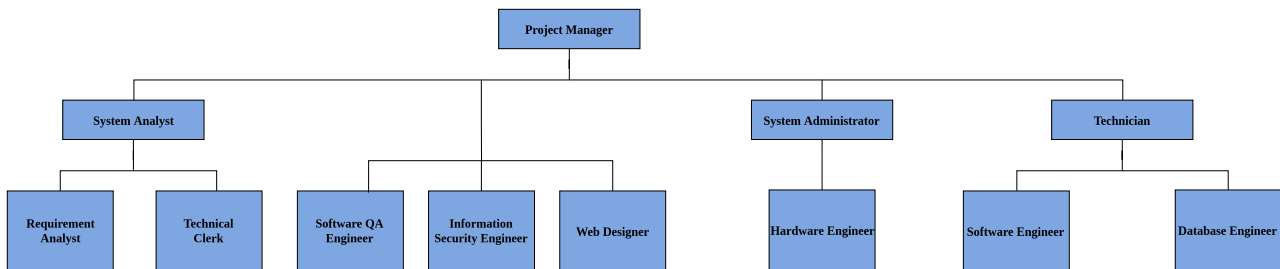 Project Manager
System Analyst
System Administrator
Technician
Requirement
Analyst
Technical
Clerk
Software QA
Engineer
Information
Security Engineer
Web Designer
Hardware Engineer
Software Engineer
Database Engineer